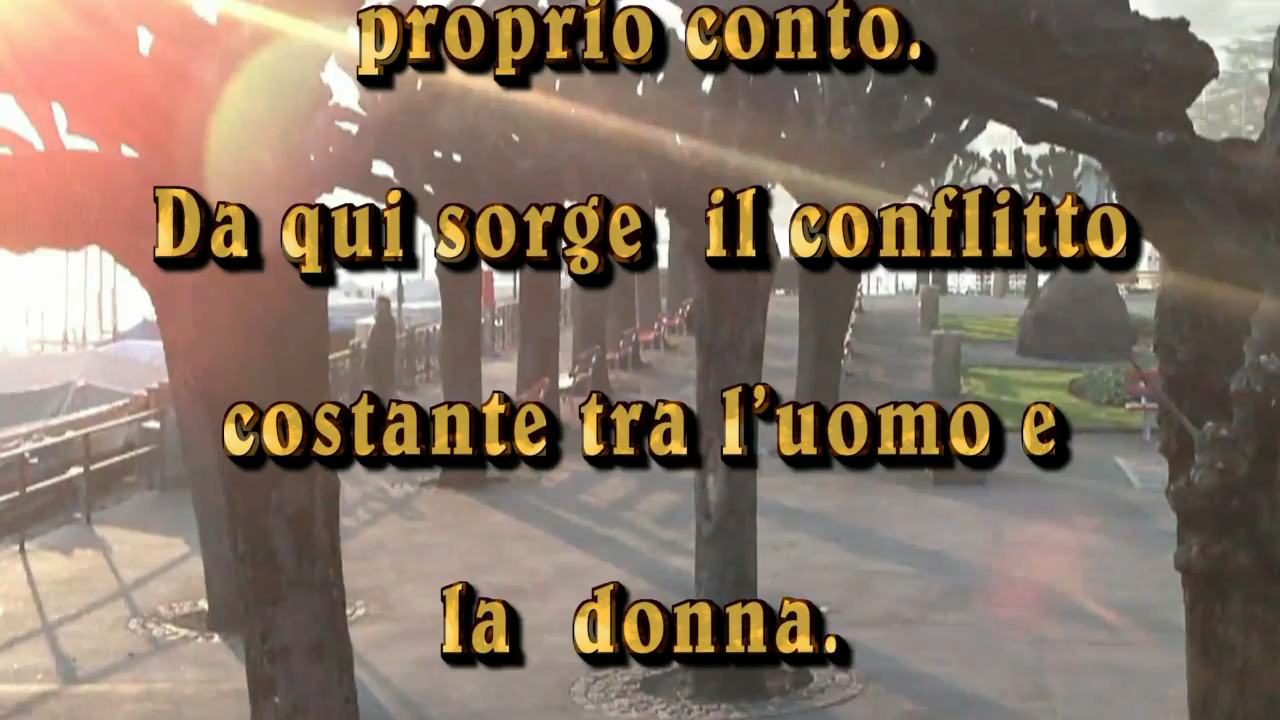 proprio conto.
Da qui sorge il conflitto
costante tra l'uomo e
la donna.